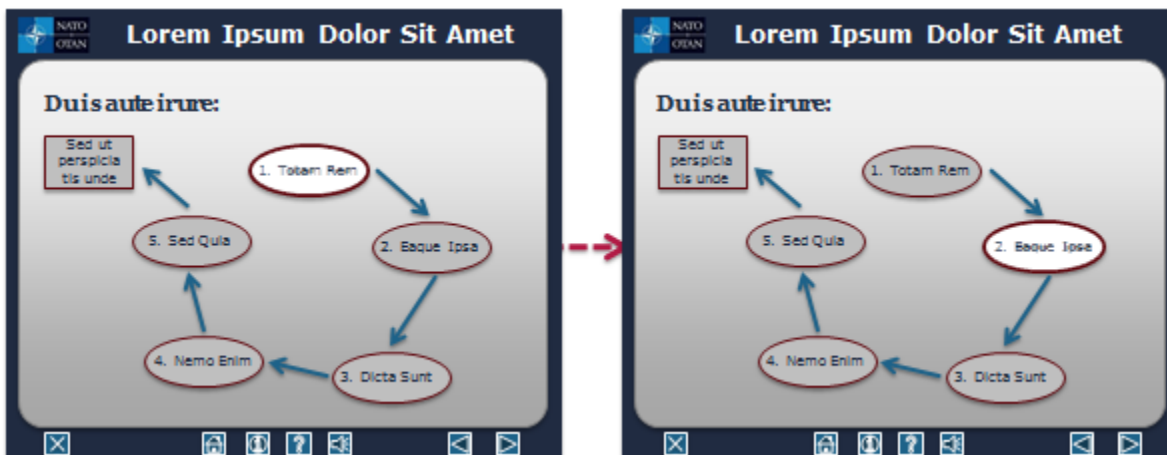 NATO
OTAN
Lorem Ipsum Dolor Sit Amet
Duis aute irure:
Sed ut
perspicia
tis unde
1. Totam Rem
5. Sed Quia
2. Eaque Ipsa
4. Nemo Enim
3. Dicta Sunt
NATO
OTAN
Lorem Ipsum Dolor Sit Amet
Duis aute irure:
Sed ut
perspicia
tis unde
1. Totam Rem
5. Sed Quia
2. Eaque Ipsa
4. Nemo Enim
3. Dicta Sunt